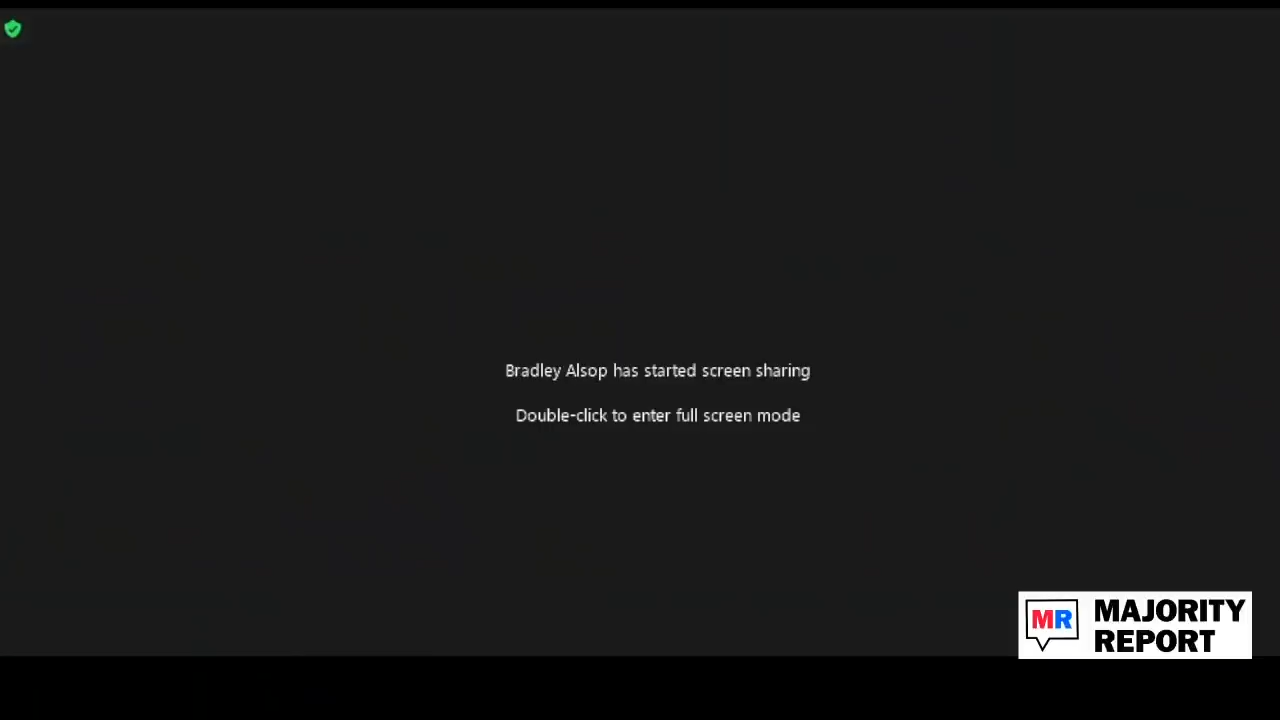 Bradley Alsop has started screen sharing
Double-click to enter full screen mode
MR
MAJORITY
REPORT